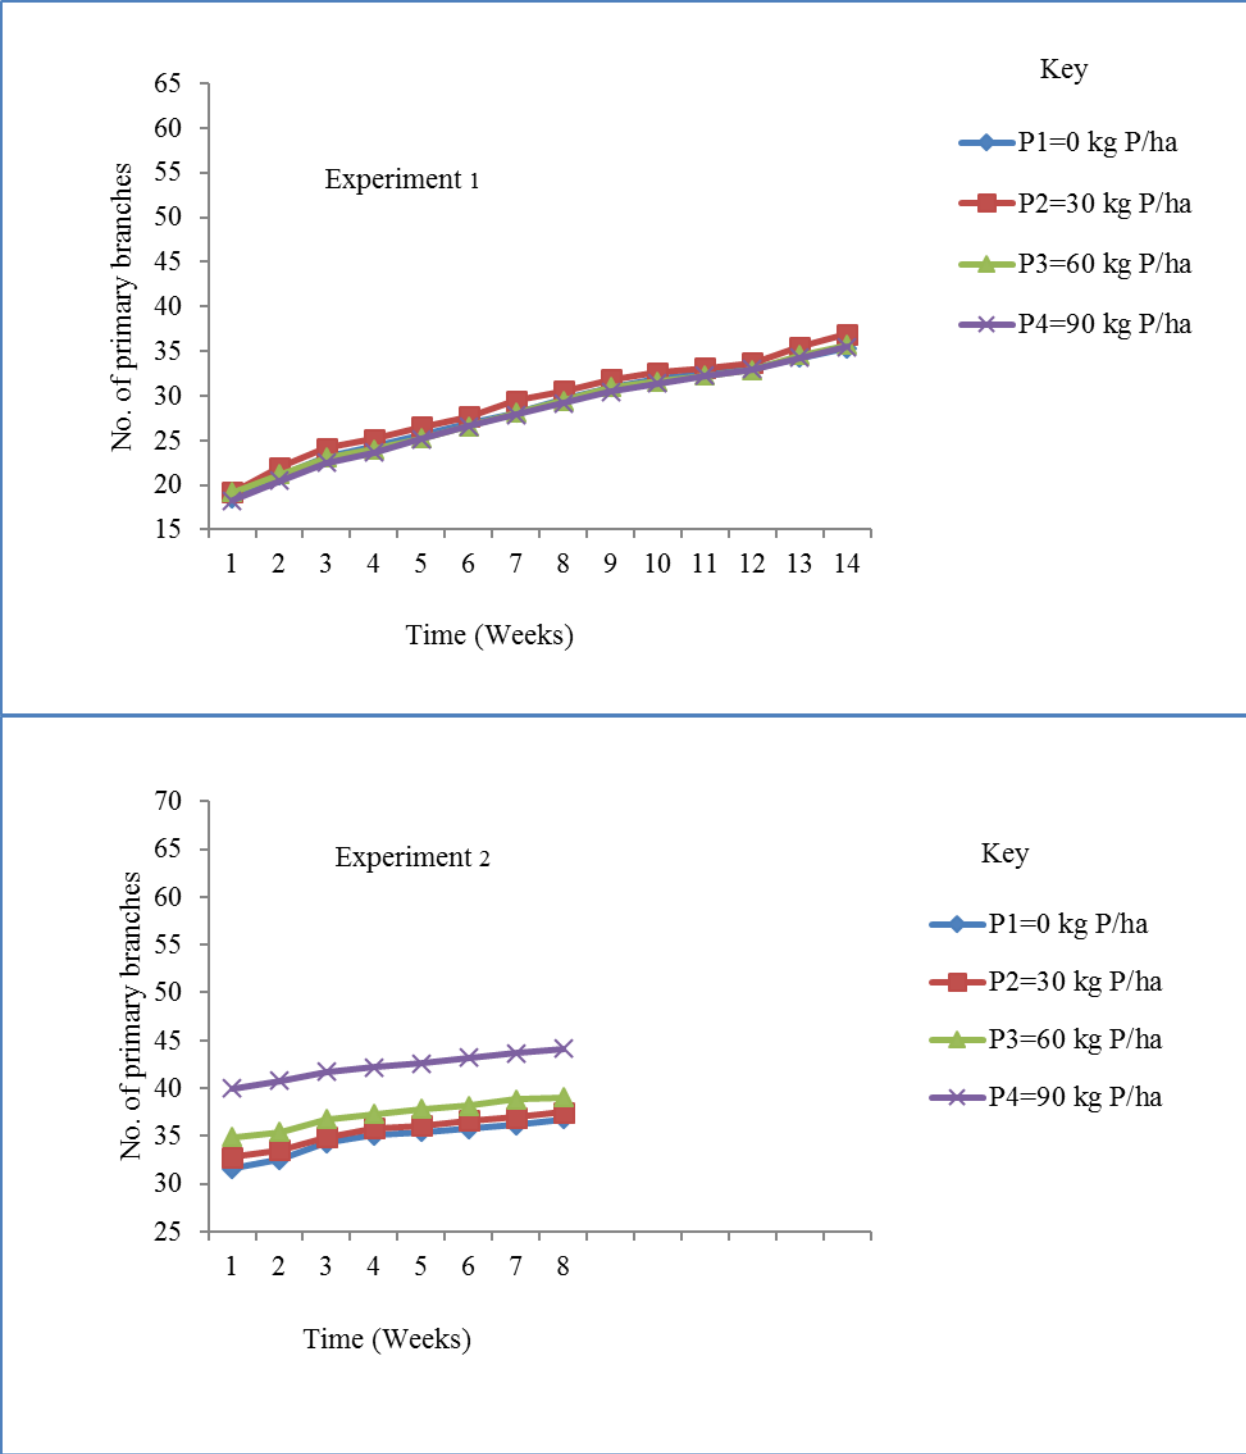 Key
65
60
55
50
45
40
35
30
25
20
15
No. of primary branches
Experiment 1
P1=0 kg P/ha
P2=30 kg P/ha
P3=60 kg P/ha
P4=90 kg P/ha
1 2 3 4 5 6 7 8 9 10 11 12 13 14
Time (Weeks)
70
65
60
55
50
45
40
35
30
25
No. of primary branches
Experiment 2
Key
P1=0 kg P/ha
P2=30 kg P/ha
P3=60 kg P/ha
P4=90 kg P/ha
1 2 3 4 5 6 7 8
Time (Weeks)